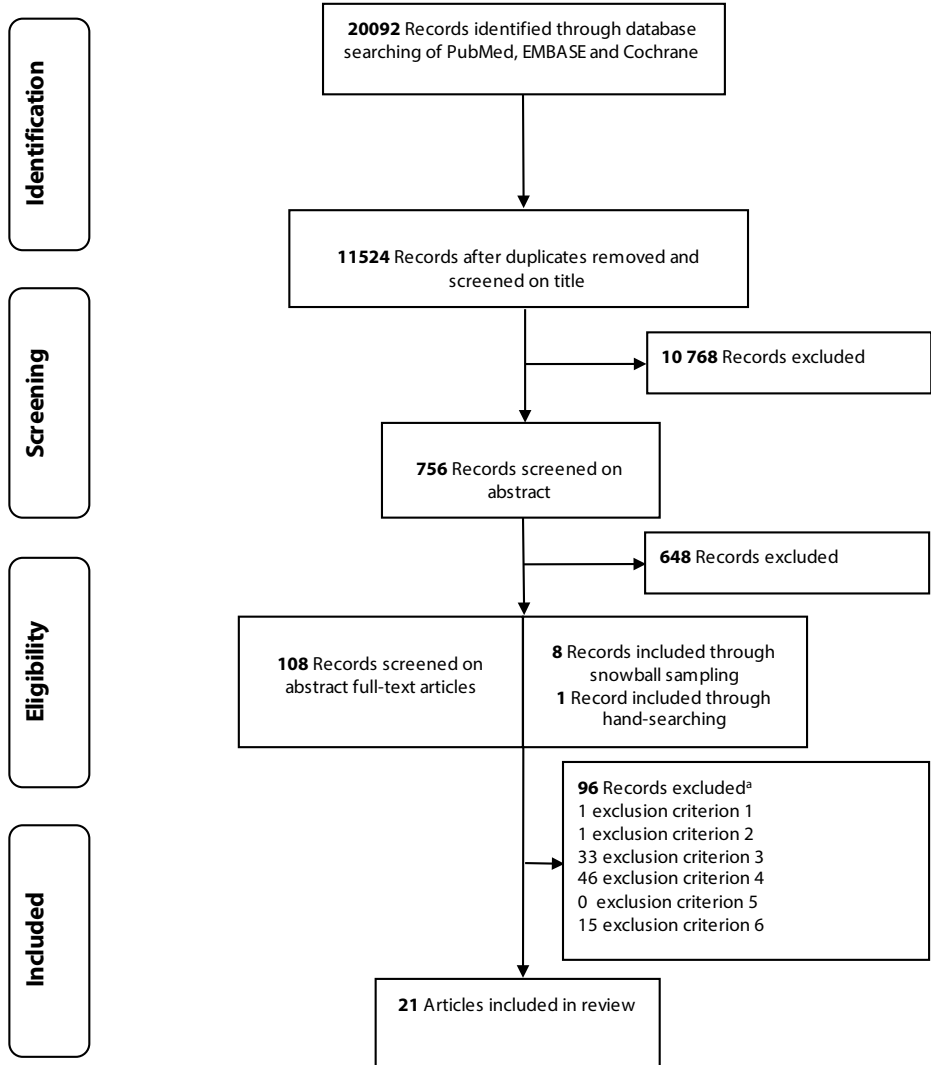 Identification
20092 Records identified through database
searching of PubMed, EMBASE and Cochrane
11524 Records after duplicates removed and
screened on title
Screening
10 768 Records excluded
756 Records screened on
abstract
648 Records excluded
Eligibility
108 Records screened on
abstract full-text articles
8 Records included through
snowball sampling
1 Record included through
hand-searching
96 Records excludedᵃ
1 exclusion criterion 1
1 exclusion criterion 2
33 exclusion criterion 3
46 exclusion criterion 4
0 exclusion criterion 5
15 exclusion criterion 6
Included
21 Articles included in review